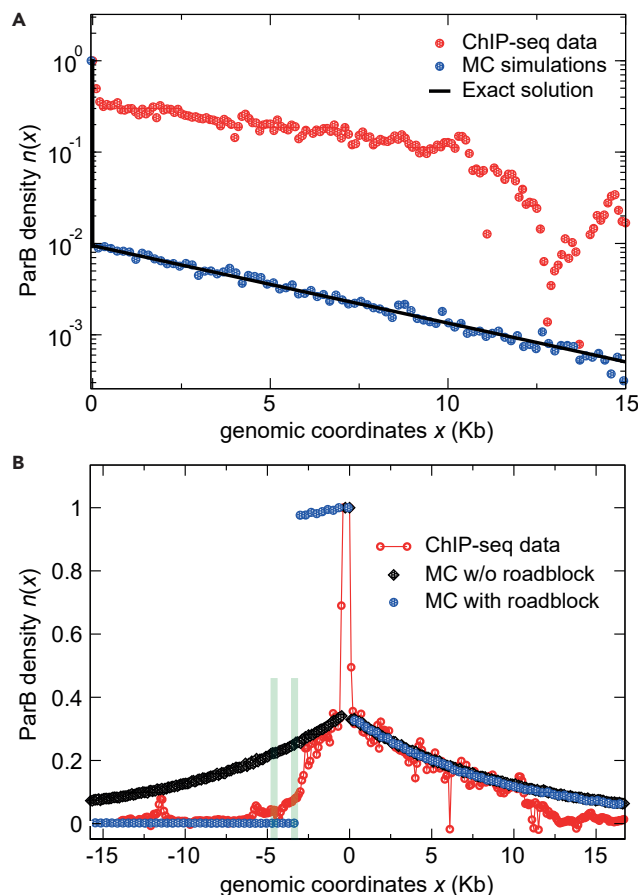 A
ChIP-seq data
MC simulations
Exact solution
ParB density n(x)
10^0
10^-1
10^-2
10^-3
0 5 10 15
genomic coordinates x (Kb)
B
ChIP-seq data
MC w/o roadblock
MC with roadblock
ParB density n(x)
1
0.8
0.6
0.4
0.2
0
-15 -10 -5 0 5 10 15
genomic coordinates x (Kb)